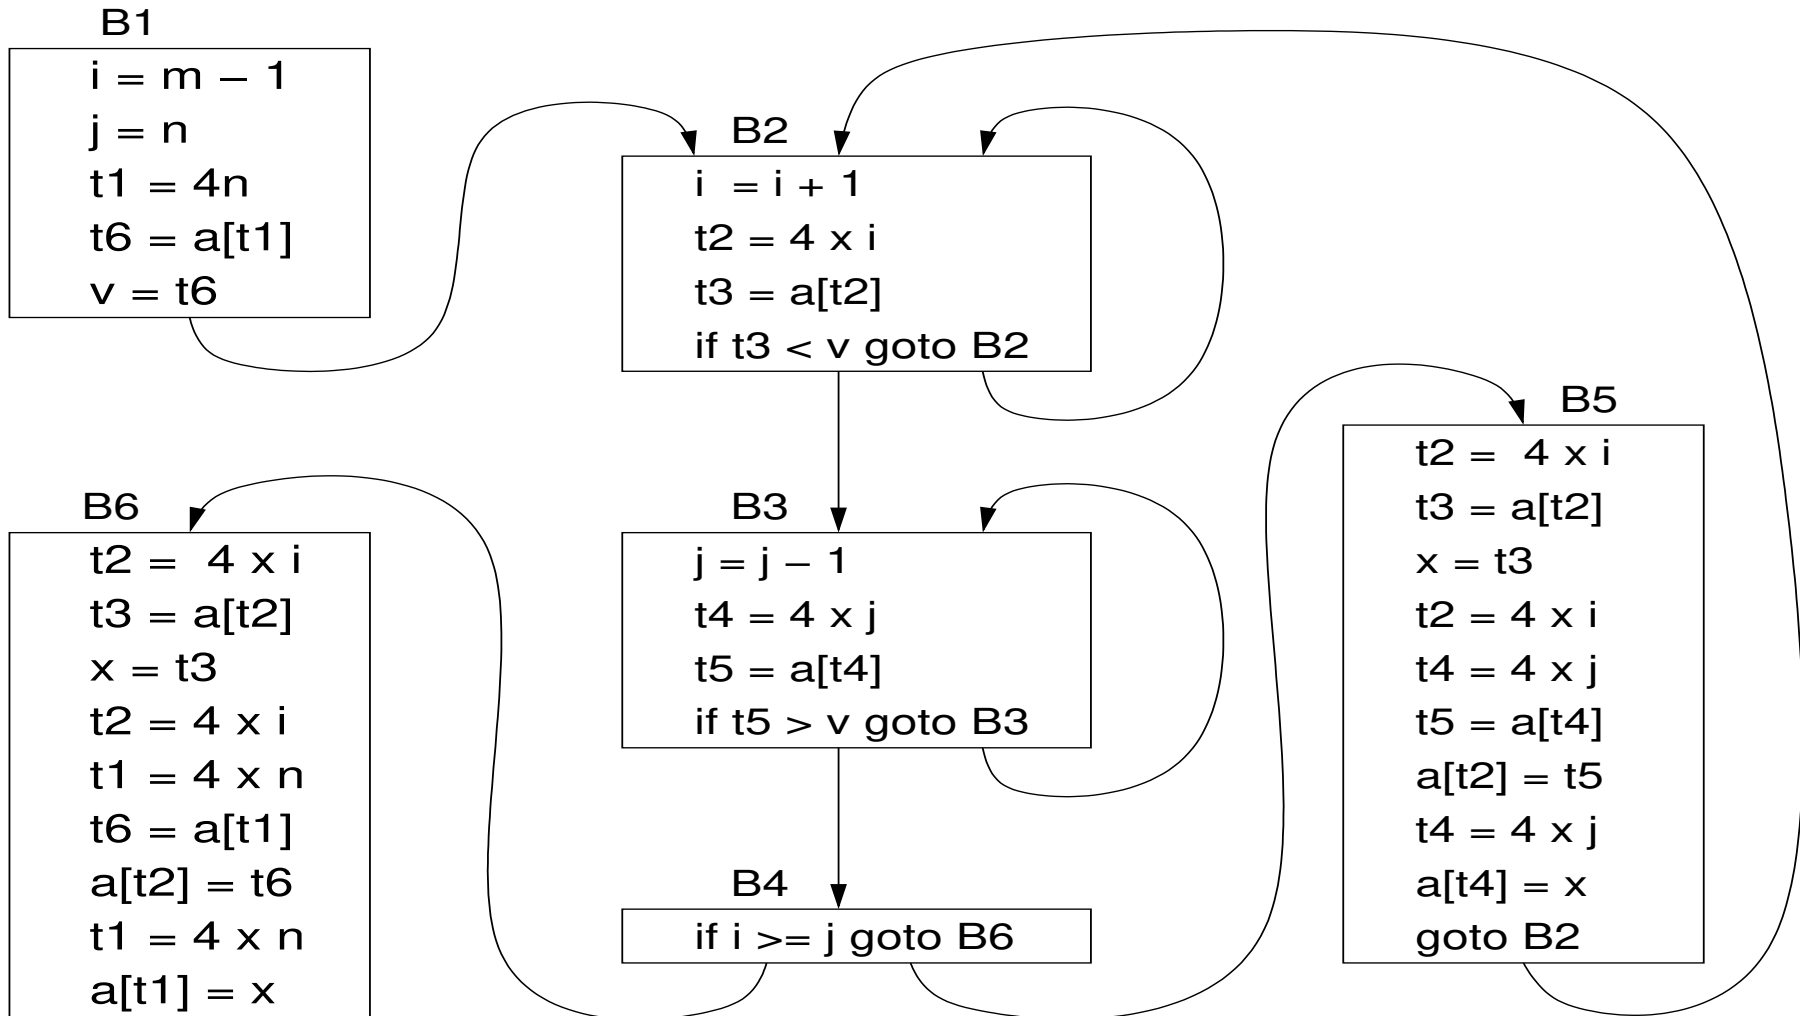 B1
i = m – 1
j = n
t1 = 4n
t6 = a[t1]
v = t6
B2
i = i + 1
t2 = 4 x i
t3 = a[t2]
if t3 < v goto B2
B3
j = j – 1
t4 = 4 x j
t5 = a[t4]
if t5 > v goto B3
B4
if i >= j goto B6
B5
t2 = 4 x i
t3 = a[t2]
x = t3
t2 = 4 x i
t4 = 4 x j
t5 = a[t4]
a[t2] = t5
t4 = 4 x j
a[t4] = x
goto B2
B6
t2 = 4 x i
t3 = a[t2]
x = t3
t2 = 4 x i
t1 = 4 x n
t6 = a[t1]
a[t2] = t6
t1 = 4 x n
a[t1] = x